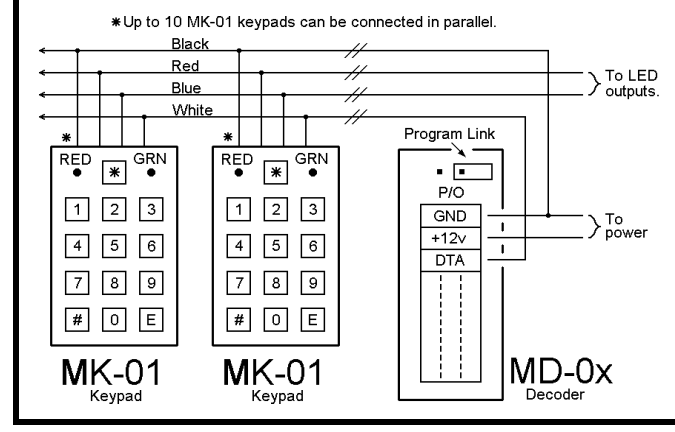 *Up to 10 MK-01 keypads can be connected in parallel.
Black
Red
Blue
White
To LED
outputs.
*
RED
*
GRN
1 2 3
4 5 6
7 8 9
# 0 E
MK-01
Keypad
*
RED
*
GRN
1 2 3
4 5 6
7 8 9
# 0 E
MK-01
Keypad
Program Link
P/O
GND
+12v
DTA
To
power
MD-0x
Decoder